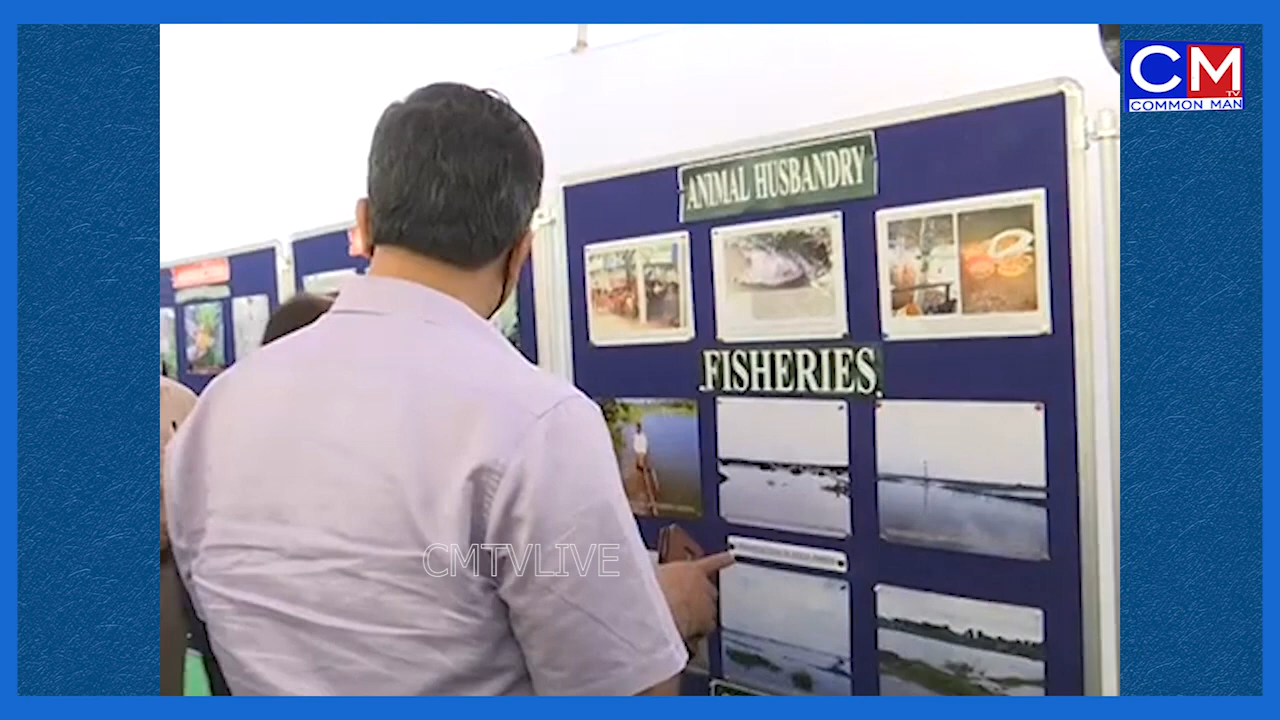 CM
TV
COMMON MAN
ANIMAL HUSBANDRY
.FISHERIES.
CMTVLIVE